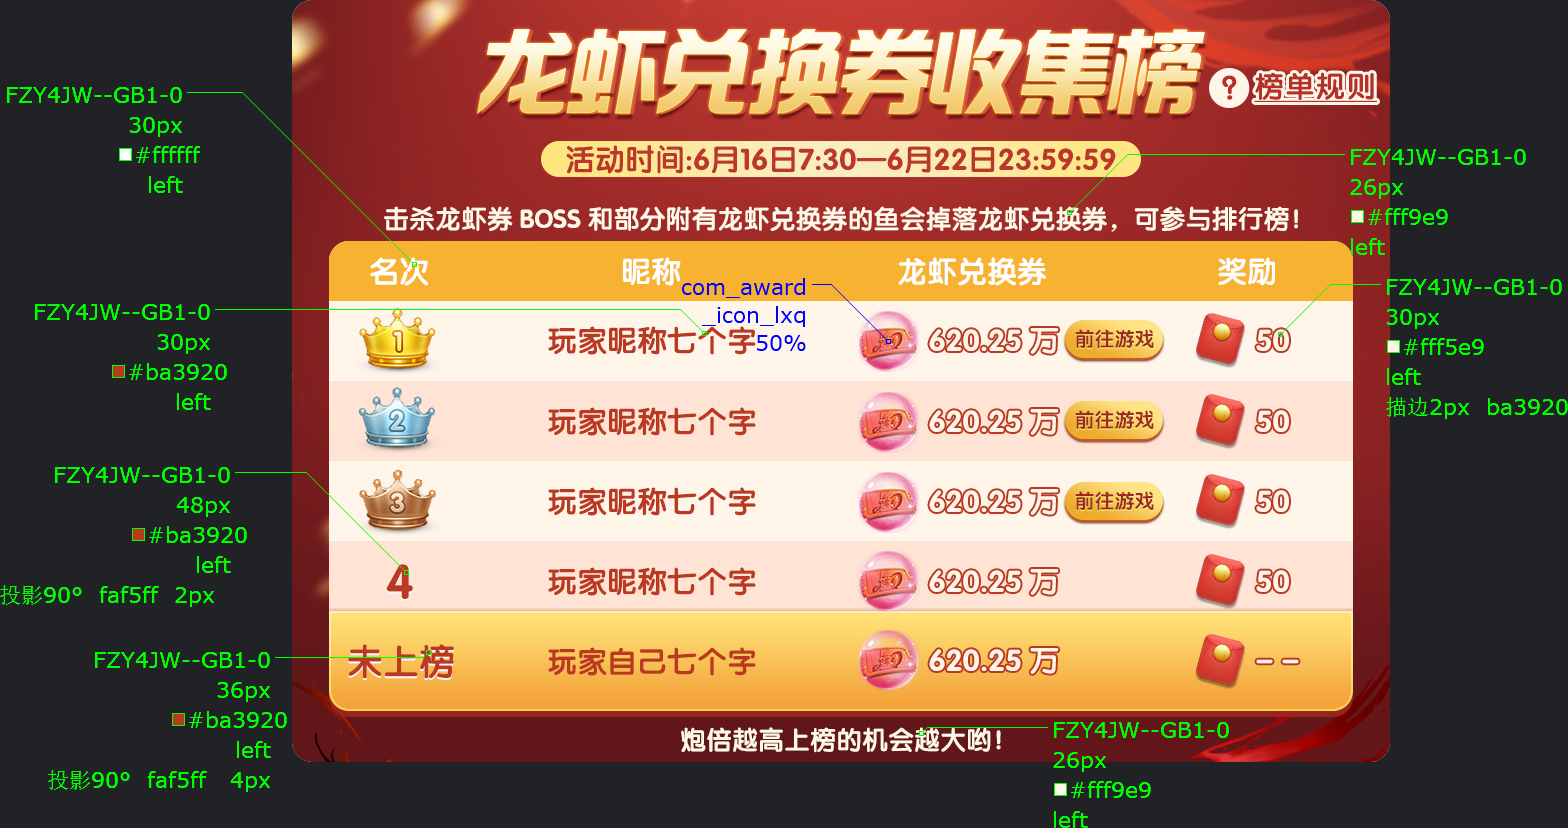 龙虾兑换券收集榜
? 榜单规则
活动时间:6月16日7:30—6月22日23:59:59
击杀龙虾券 BOSS 和部分附有龙虾兑换券的鱼会掉落龙虾兑换券，可参与排行榜！
名次 昵称 龙虾兑换券 奖励
1 玩家昵称七个字 620.25 万 前往游戏 50
2 玩家昵称七个字 620.25 万 前往游戏 50
3 玩家昵称七个字 620.25 万 前往游戏 50
4 玩家昵称七个字 620.25 万 50
未上榜 玩家自己七个字 620.25 万 - -
炮倍越高上榜的机会越大哟！
FZY4JW--GB1-0
30px
#ffffff
left
FZY4JW--GB1-0
30px
#ba3920
left
FZY4JW--GB1-0
48px
#ba3920
left
投影90° faf5ff 2px
FZY4JW--GB1-0
36px
#ba3920
left
投影90° faf5ff 4px
com_award
_icon_lxq
50%
FZY4JW--GB1-0
26px
#fff9e9
left
FZY4JW--GB1-0
30px
#fff5e9
left
描边2px ba3920
FZY4JW--GB1-0
26px
#fff9e9
left